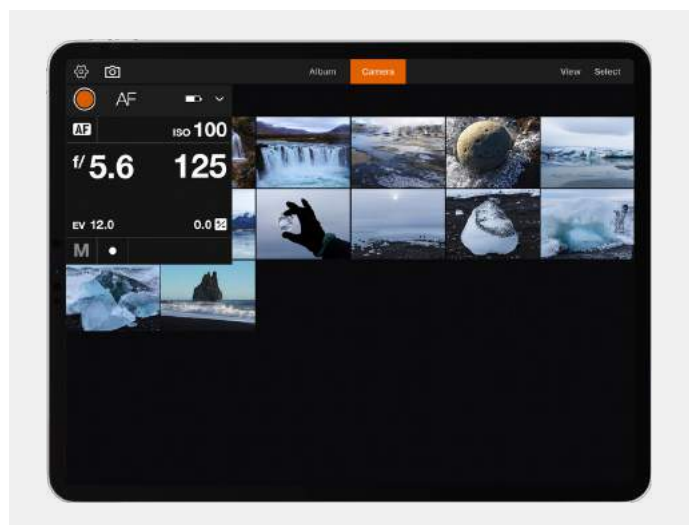 Album Camera View Select
AF
AF ISO 100
f/ 5.6 125
EV 12.0 0.0
M